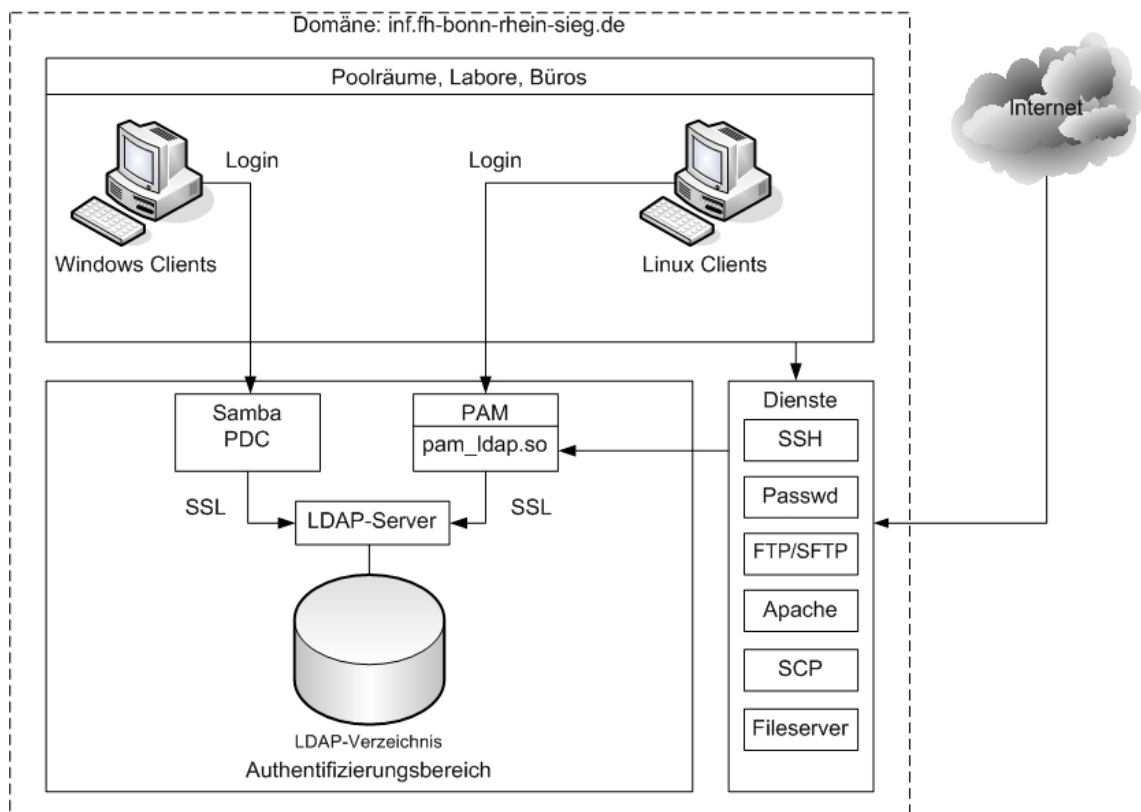 Domäne: inf.fh-bonn-rhein-sieg.de
Poolräume, Labore, Büros
Internet
Login
Login
Windows Clients
Linux Clients
Samba
PDC
PAM
pam_ldap.so
Dienste
SSH
Passwd
FTP/SFTP
Apache
SCP
Fileserver
SSL
SSL
LDAP-Server
LDAP-Verzeichnis
Authentifizierungsbereich